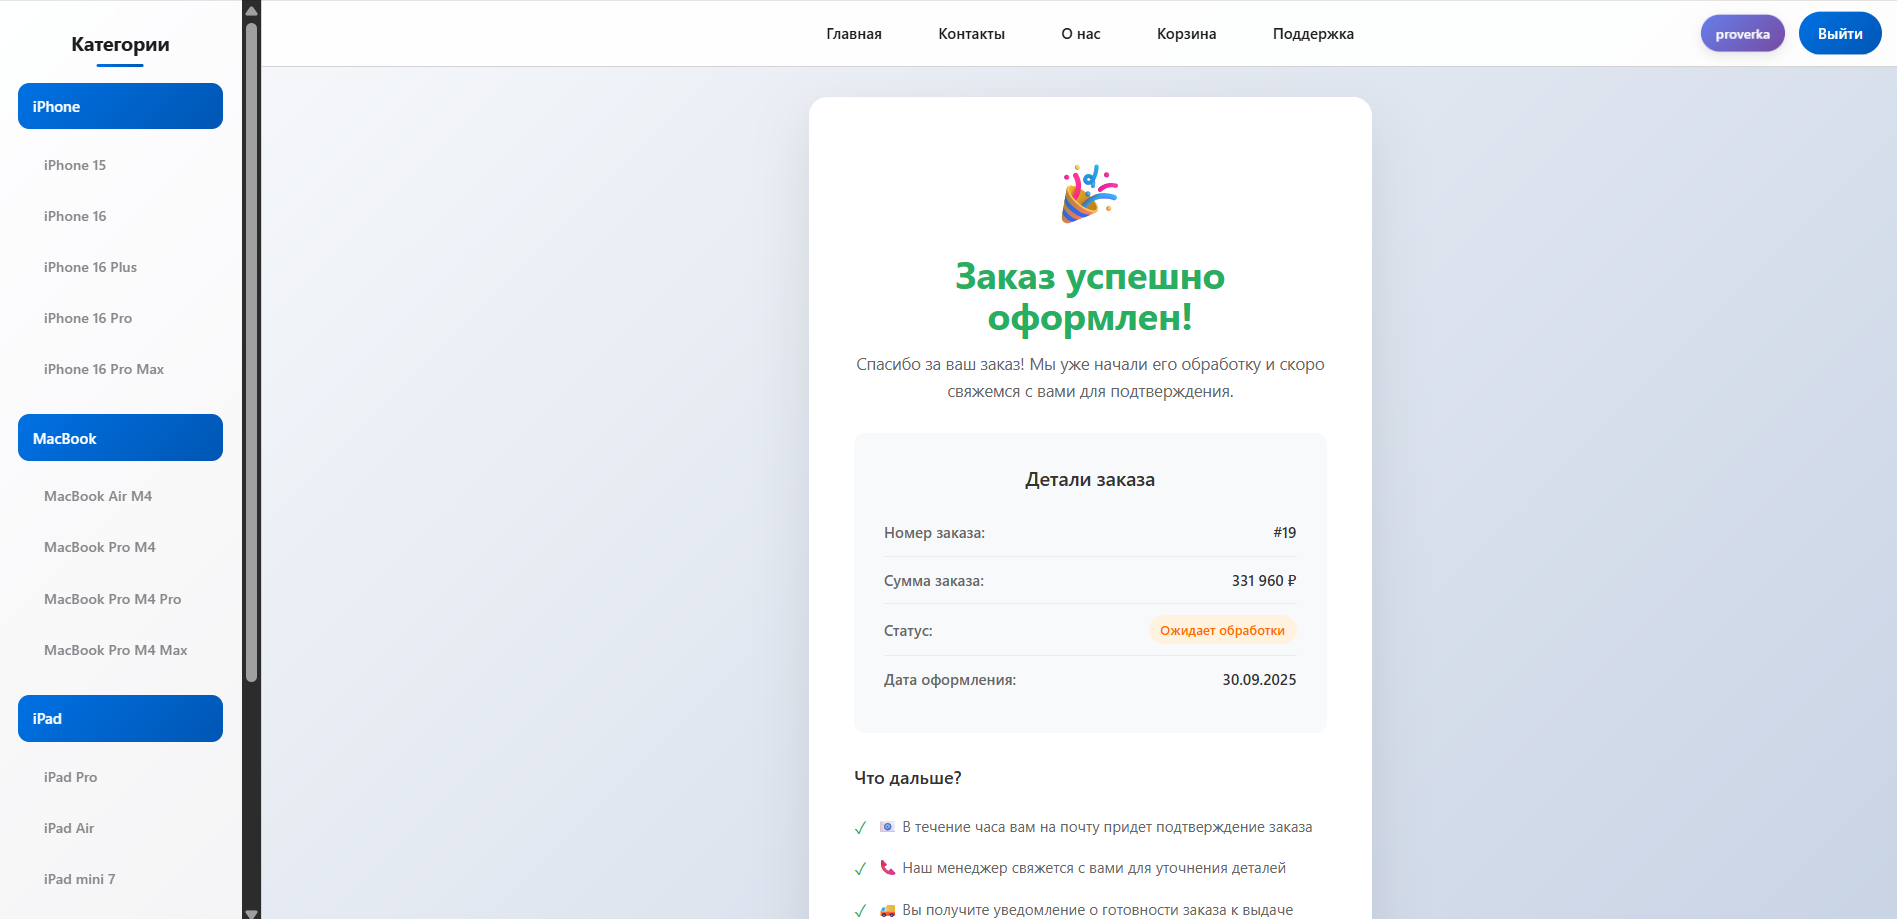 Категории
iPhone
iPhone 15
iPhone 16
iPhone 16 Plus
iPhone 16 Pro
iPhone 16 Pro Max
MacBook
MacBook Air M4
MacBook Pro M4
MacBook Pro M4 Pro
MacBook Pro M4 Max
iPad
iPad Pro
iPad Air
iPad mini 7
Главная Контакты О нас Корзина Поддержка
proverka Выйти
Заказ успешно
оформлен!
Спасибо за ваш заказ! Мы уже начали его обработку и скоро
свяжемся с вами для подтверждения.
Детали заказа
Номер заказа: #19
Сумма заказа: 331 960 ₽
Статус: Ожидает обработки
Дата оформления: 30.09.2025
Что дальше?
✓ 📧 В течение часа вам на почту придет подтверждение заказа
✓ 📞 Наш менеджер свяжется с вами для уточнения деталей
✓ 🚚 Вы получите уведомление о готовности заказа к выдаче